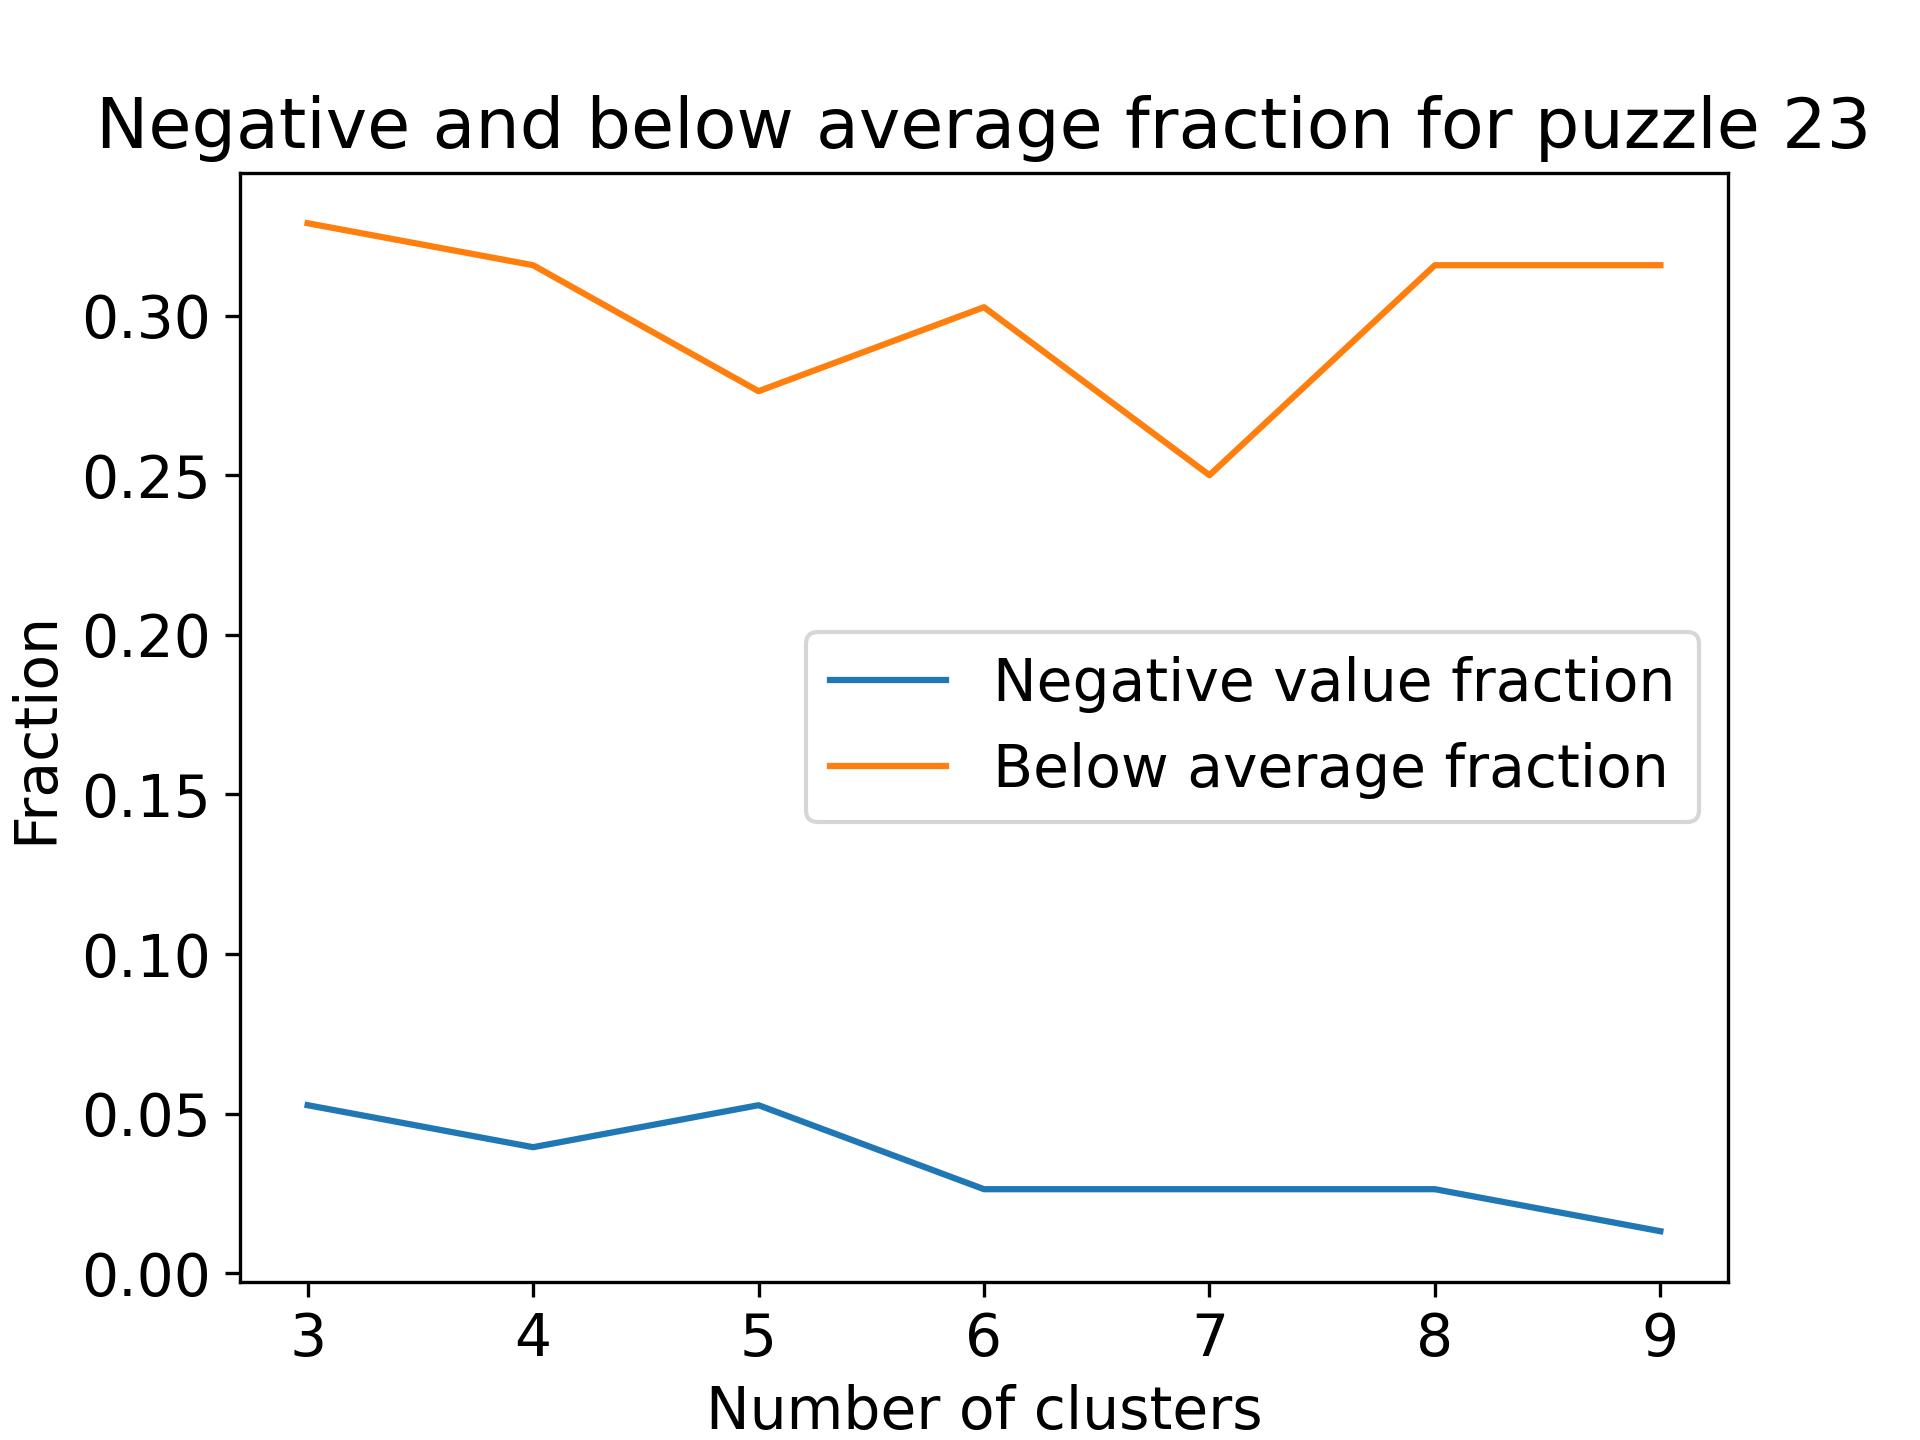 Negative and below average fraction for puzzle 23
Fraction
0.30
0.25
0.20
0.15
0.10
0.05
0.00
Negative value fraction
Below average fraction
3 4 5 6 7 8 9
Number of clusters